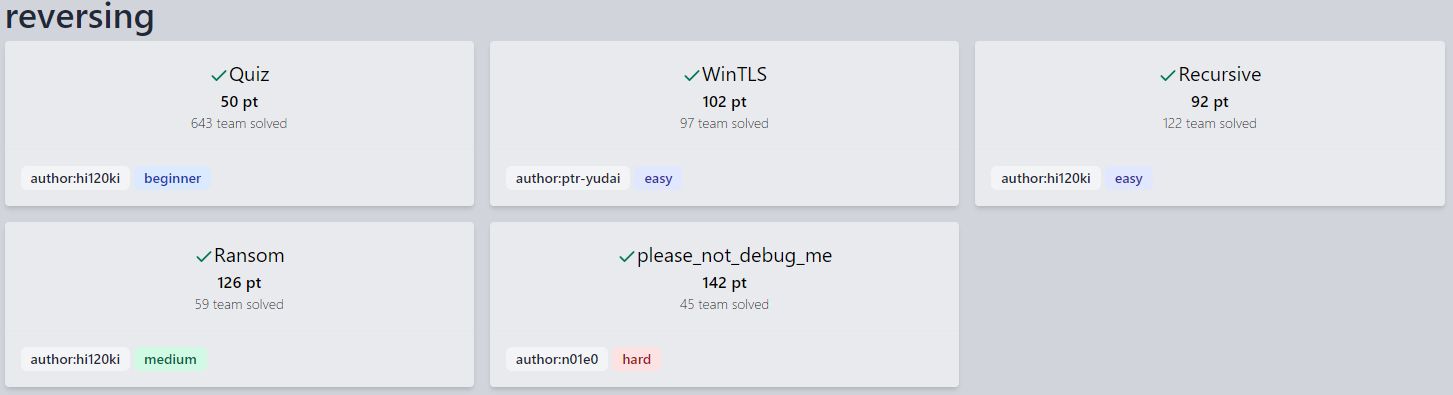 reversing
Quiz
50 pt
643 team solved
author:hi120ki beginner
WinTLS
102 pt
97 team solved
author:ptr-yudai easy
Recursive
92 pt
122 team solved
author:hi120ki easy
Ransom
126 pt
59 team solved
author:hi120ki medium
please_not_debug_me
142 pt
45 team solved
author:n01e0 hard